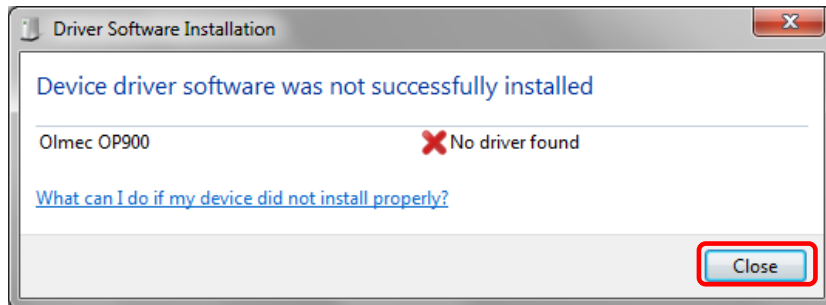 Driver Software Installation
Device driver software was not successfully installed
Olmec OP900 No driver found
What can I do if my device did not install properly?
Close